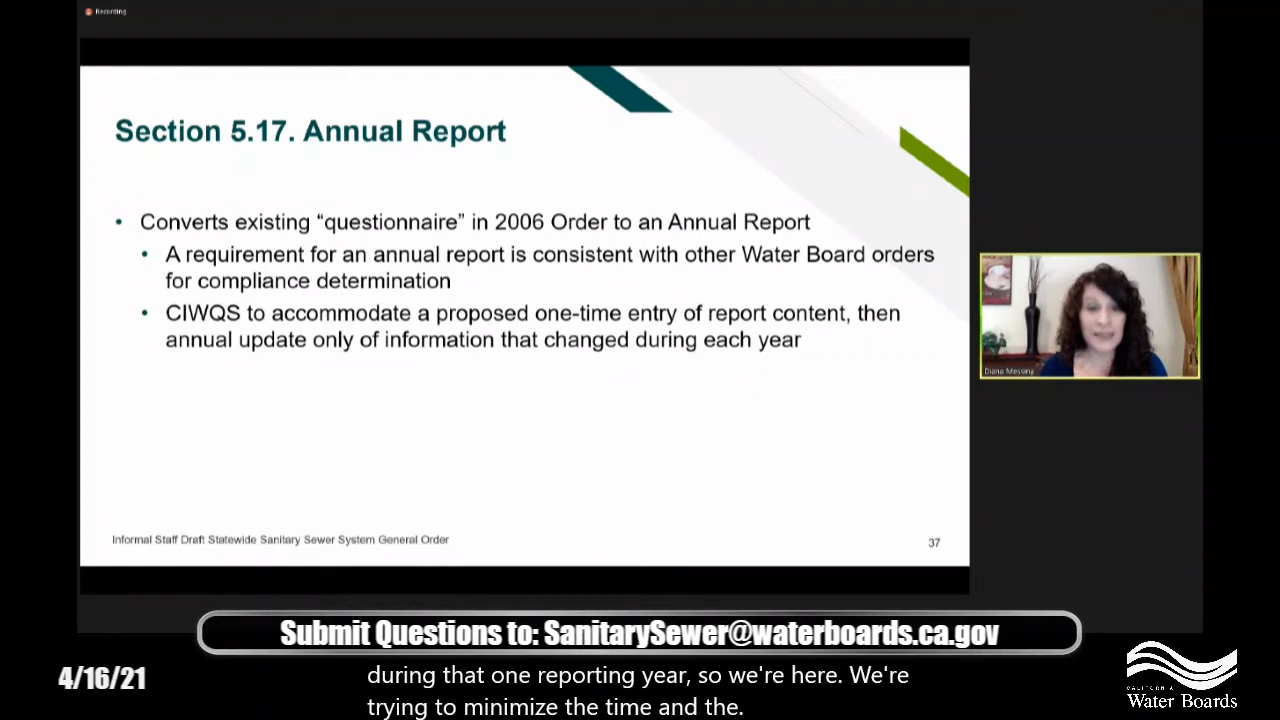 Recording
Section 5.17. Annual Report
• Converts existing “questionnaire” in 2006 Order to an Annual Report
• A requirement for an annual report is consistent with other Water Board orders
for compliance determination
• CIWQS to accommodate a proposed one-time entry of report content, then
annual update only of information that changed during each year
Diana Messina
Informal Staff Draft Statewide Sanitary Sewer System General Order
37
Submit Questions to: SanitarySewer@waterboards.ca.gov
4/16/21
during that one reporting year, so we're here. We're
trying to minimize the time and the.
CALIFORNIA
Water Boards